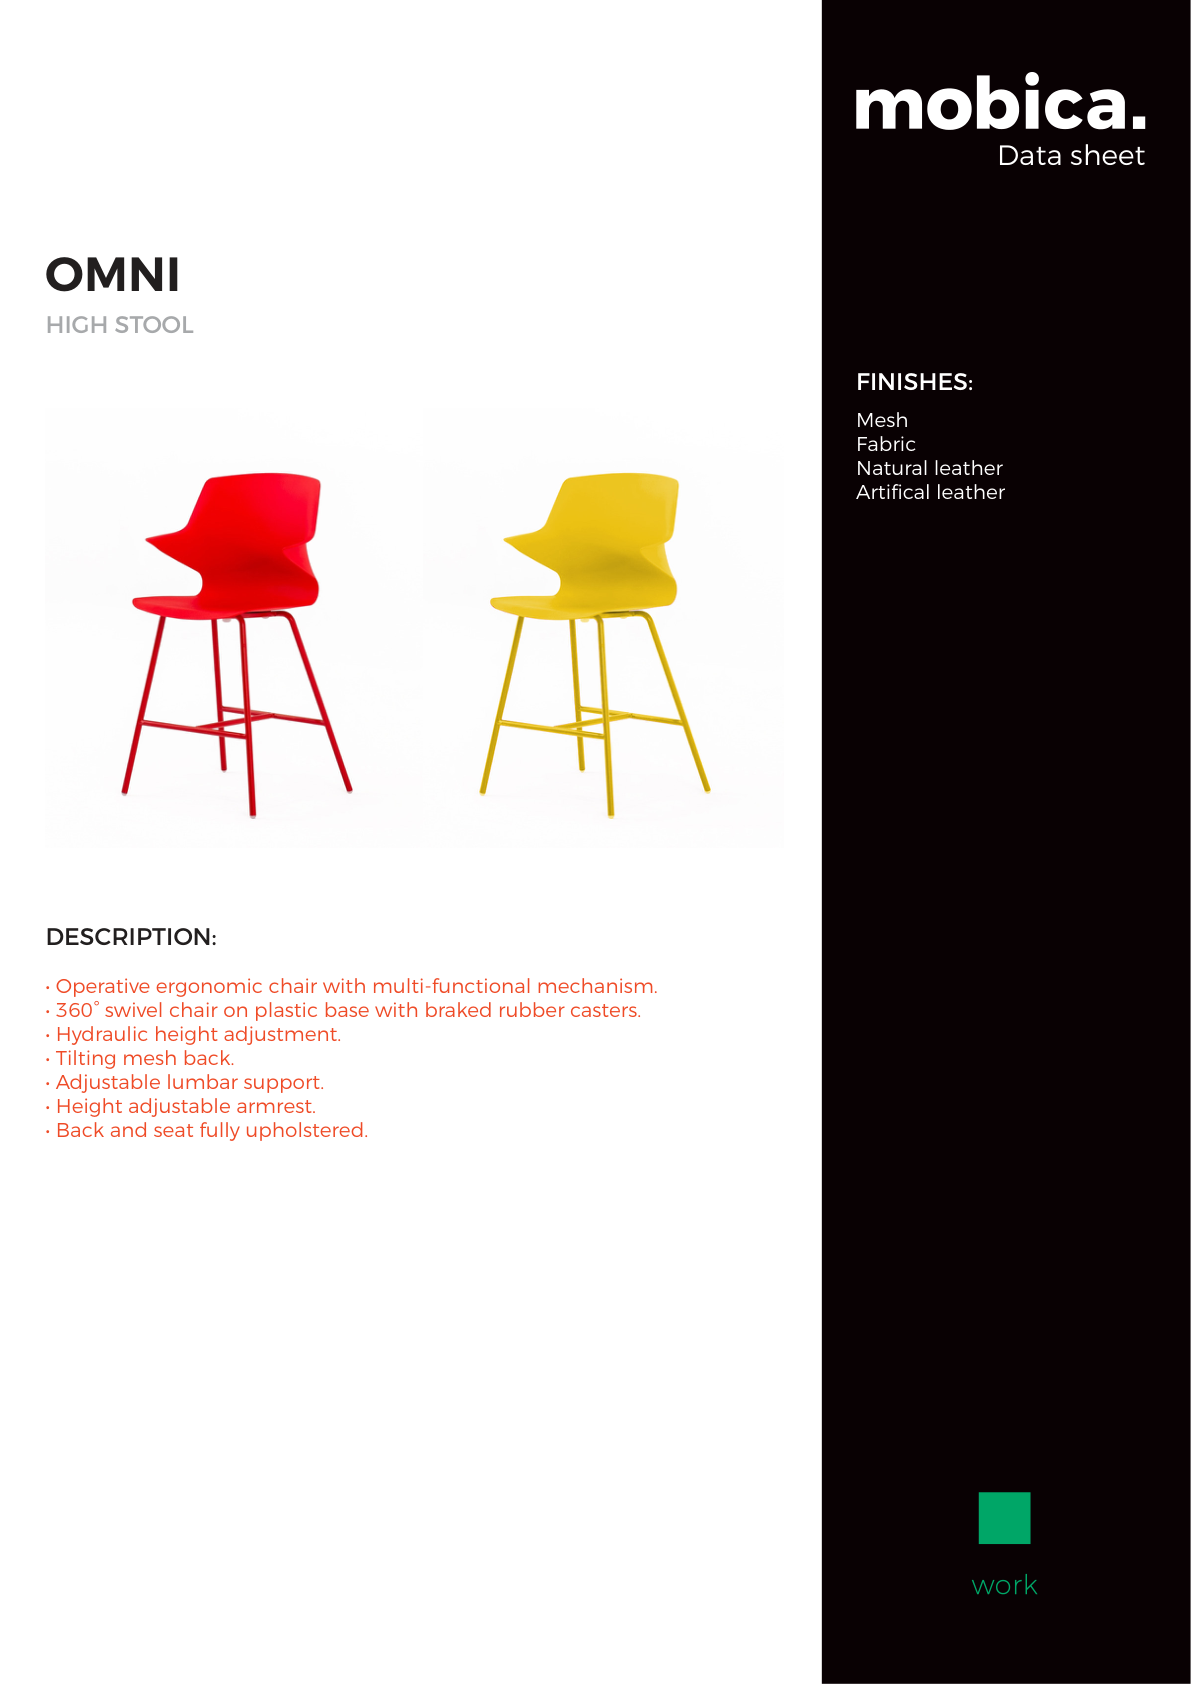 mobica.
Data sheet
OMNI
HIGH STOOL
FINISHES:
Mesh
Fabric
Natural leather
Artifical leather
DESCRIPTION:
• Operative ergonomic chair with multi-functional mechanism.
• 360° swivel chair on plastic base with braked rubber casters.
• Hydraulic height adjustment.
• Tilting mesh back.
• Adjustable lumbar support.
• Height adjustable armrest.
• Back and seat fully upholstered.
work